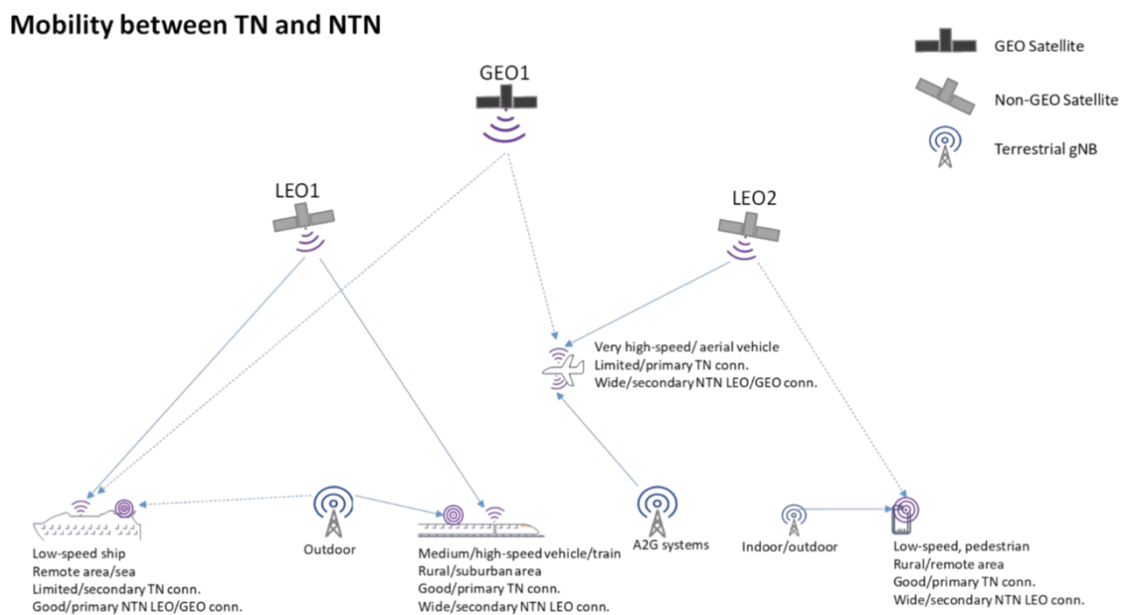 Mobility between TN and NTN
GEO Satellite
GEO1
Non-GEO Satellite
Terrestrial gNB
LEO1
LEO2
Very high-speed/ aerial vehicle
Limited/primary TN conn.
Wide/secondary NTN LEO/GEO conn.
Low-speed ship
Remote area/sea
Limited/secondary TN conn.
Good/primary NTN LEO/GEO conn.
Outdoor
Medium/high-speed vehicle/train
Rural/suburban area
Good/primary TN conn.
Wide/secondary NTN LEO conn.
A2G systems
Indoor/outdoor
Low-speed, pedestrian
Rural/remote area
Good/primary TN conn.
Wide/secondary NTN LEO conn.